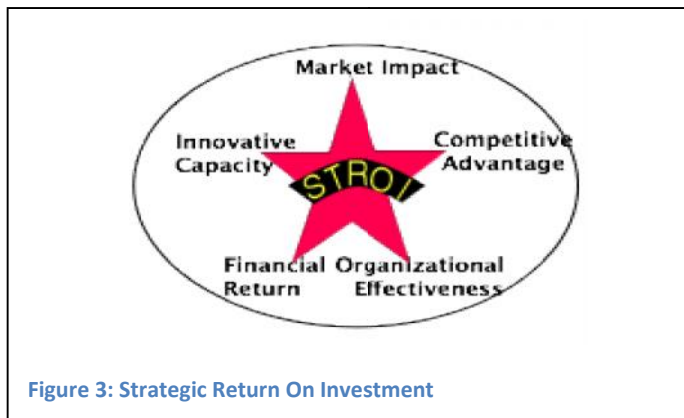 Market Impact
Innovative
Capacity
Competitive
Advantage
STROI
Financial
Return
Organizational
Effectiveness
Figure 3: Strategic Return On Investment